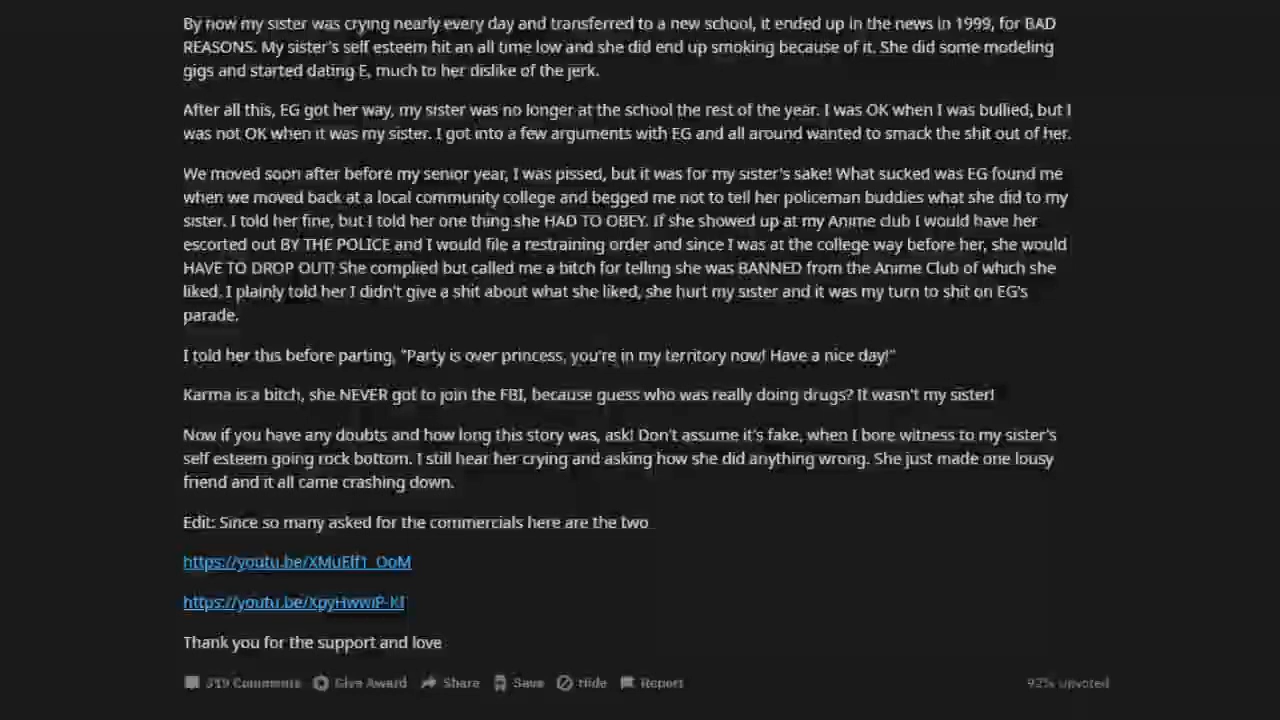 By now my sister was crying nearly every day and transferred to a new school, it ended up in the news in 1999, for BAD
REASONS. My sister's self esteem hit an all time low and she did end up smoking because of it. She did some modeling
gigs and started dating E, much to her dislike of the jerk.
After all this, EG got her way, my sister was no longer at the school the rest of the year. I was OK when I was bullied, but I
was not OK when it was my sister. I got into a few arguments with EG and all around wanted to smack the shit out of her.
We moved soon after before my senior year, I was pissed, but it was for my sister's sake! What sucked was EG found me
when we moved back at a local community college and begged me not to tell her policeman buddies what she did to my
sister. I told her fine, but I told her one thing she HAD TO OBEY. If she showed up at my Anime club I would have her
escorted out BY THE POLICE and I would file a restraining order and since I was at the college way before her, she would
HAVE TO DROP OUT! She complied but called me a bitch for telling she was BANNED from the Anime Club of which she
liked. I plainly told her I didn't give a shit about what she liked, she hurt my sister and it was my turn to shit on EG's
parade.
I told her this before parting, "Party is over princess, you're in my territory now! Have a nice day!"
Karma is a bitch, she NEVER got to join the FBI, because guess who was really doing drugs? It wasn't my sister!
Now if you have any doubts and how long this story was, ask! Don't assume it's fake, when I bore witness to my sister's
self esteem going rock bottom. I still hear her crying and asking how she did anything wrong. She just made one lousy
friend and it all came crashing down.
Edit: Since so many asked for the commercials here are the two
Thank you for the support and love
319 Comments Give Award Share Save Hide Report 92% Upvoted